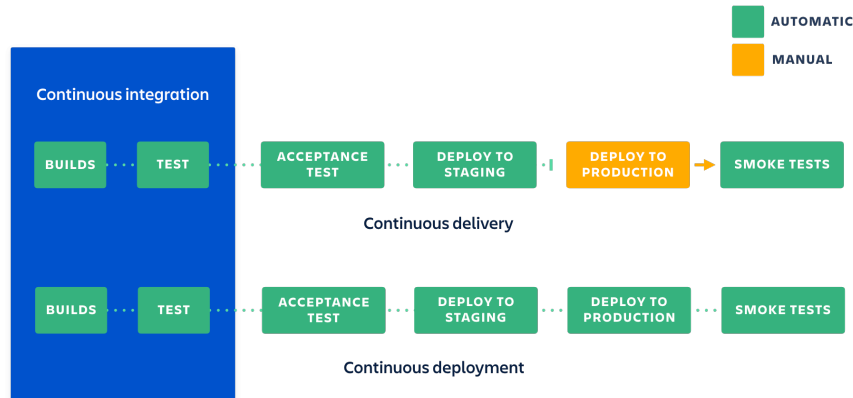 AUTOMATIC
MANUAL
Continuous integration
BUILDS
TEST
ACCEPTANCE
TEST
DEPLOY TO
STAGING
DEPLOY TO
PRODUCTION
SMOKE TESTS
Continuous delivery
BUILDS
TEST
ACCEPTANCE
TEST
DEPLOY TO
STAGING
DEPLOY TO
PRODUCTION
SMOKE TESTS
Continuous deployment